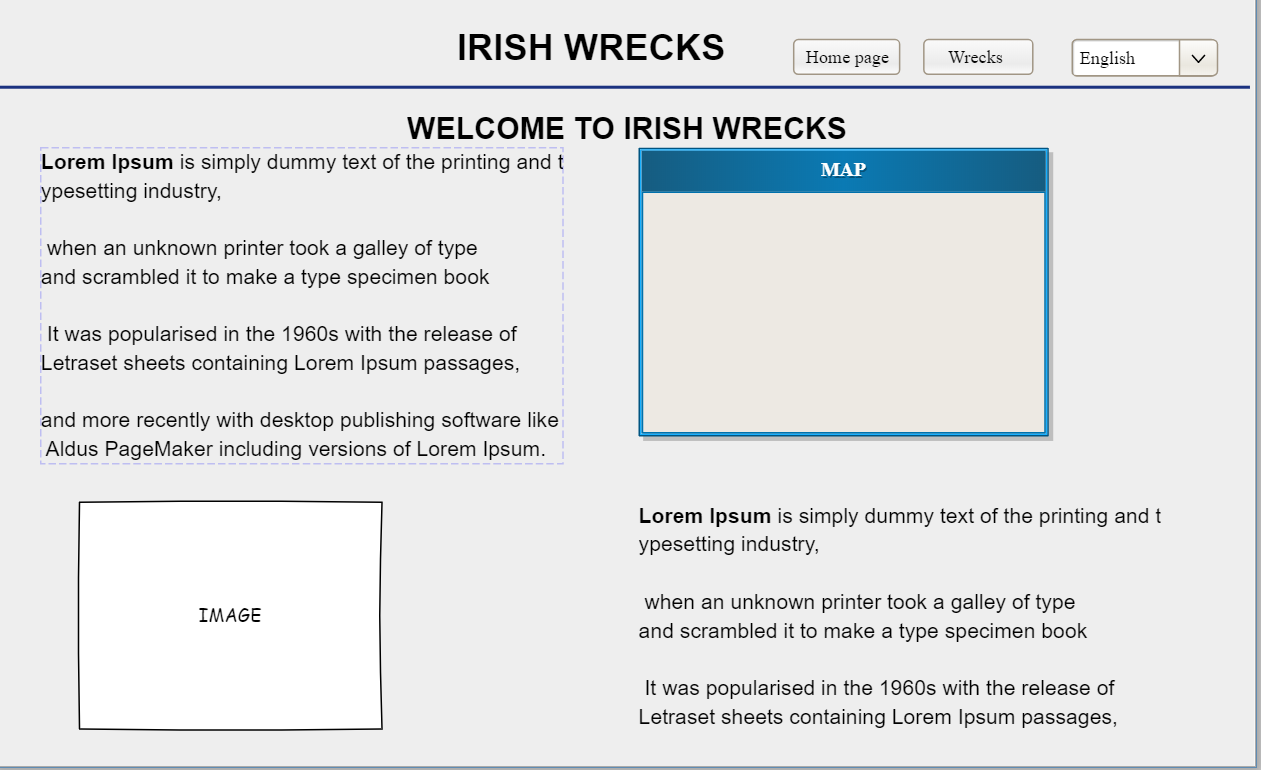 IRISH WRECKS
Home page
Wrecks
English
WELCOME TO IRISH WRECKS
Lorem Ipsum is simply dummy text of the printing and t
ypesetting industry,
when an unknown printer took a galley of type
and scrambled it to make a type specimen book
It was popularised in the 1960s with the release of
Letraset sheets containing Lorem Ipsum passages,
and more recently with desktop publishing software like
Aldus PageMaker including versions of Lorem Ipsum.
MAP
IMAGE
Lorem Ipsum is simply dummy text of the printing and t
ypesetting industry,
when an unknown printer took a galley of type
and scrambled it to make a type specimen book
It was popularised in the 1960s with the release of
Letraset sheets containing Lorem Ipsum passages,